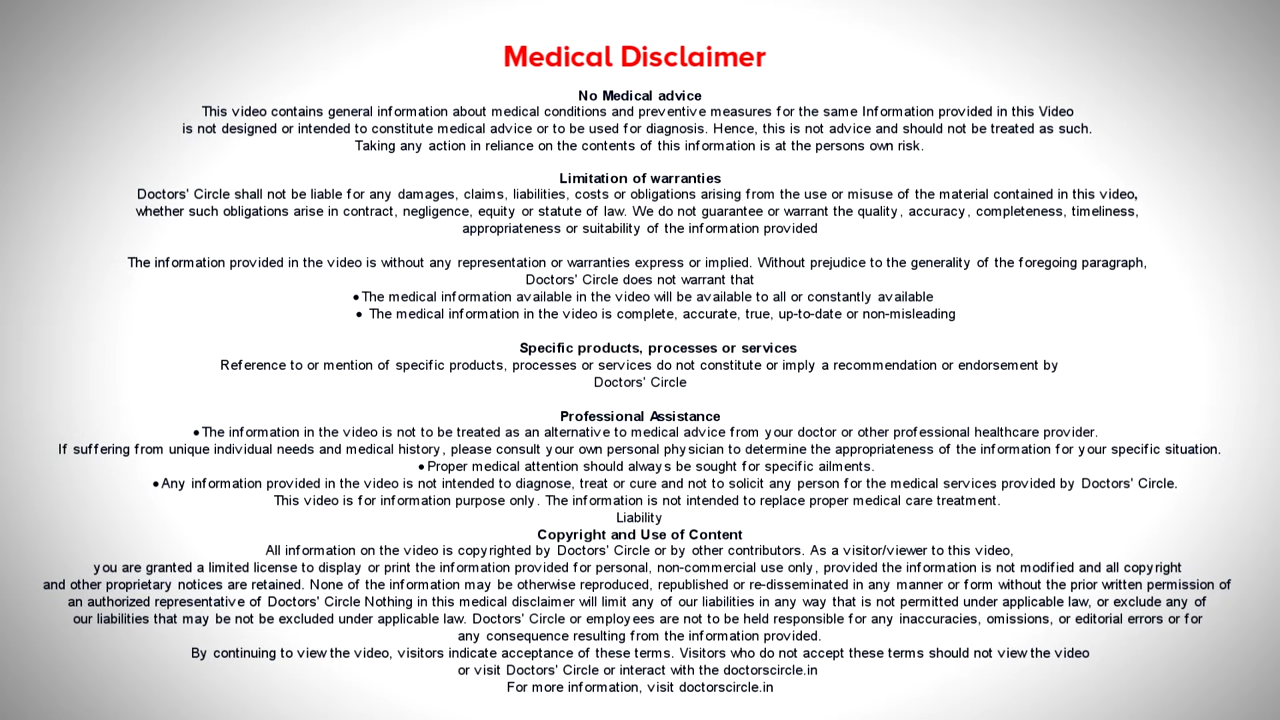 Medical Disclaimer
No Medical advice
This video contains general information about medical conditions and preventive measures for the same Information provided in this Video
is not designed or intended to constitute medical advice or to be used for diagnosis. Hence, this is not advice and should not be treated as such.
Taking any action in reliance on the contents of this information is at the persons own risk.
Limitation of warranties
Doctors' Circle shall not be liable for any damages, claims, liabilities, costs or obligations arising from the use or misuse of the material contained in this video,
whether such obligations arise in contract, negligence, equity or statute of law. We do not guarantee or warrant the quality, accuracy, completeness, timeliness,
appropriateness or suitability of the information provided
The information provided in the video is without any representation or warranties express or implied. Without prejudice to the generality of the foregoing paragraph,
Doctors' Circle does not warrant that
• The medical information available in the video will be available to all or constantly available
• The medical information in the video is complete, accurate, true, up-to-date or non-misleading
Specific products, processes or services
Reference to or mention of specific products, processes or services do not constitute or imply a recommendation or endorsement by
Doctors' Circle
Professional Assistance
• The information in the video is not to be treated as an alternative to medical advice from your doctor or other professional healthcare provider.
If suffering from unique individual needs and medical history, please consult your own personal physician to determine the appropriateness of the information for your specific situation.
• Proper medical attention should always be sought for specific ailments.
• Any information provided in the video is not intended to diagnose, treat or cure and not to solicit any person for the medical services provided by Doctors' Circle.
This video is for information purpose only. The information is not intended to replace proper medical care treatment.
Liability
Copyright and Use of Content
All information on the video is copyrighted by Doctors' Circle or by other contributors. As a visitor/viewer to this video,
you are granted a limited license to display or print the information provided for personal, non-commercial use only, provided the information is not modified and all copyright
and other proprietary notices are retained. None of the information may be otherwise reproduced, republished or re-disseminated in any manner or form without the prior written permission of
an authorized representative of Doctors' Circle Nothing in this medical disclaimer will limit any of our liabilities in any way that is not permitted under applicable law, or exclude any of
our liabilities that may be not be excluded under applicable law. Doctors' Circle or employees are not to be held responsible for any inaccuracies, omissions, or editorial errors or for
any consequence resulting from the information provided.
By continuing to view the video, visitors indicate acceptance of these terms. Visitors who do not accept these terms should not view the video
or visit Doctors' Circle or interact with the doctorscircle.in
For more information, visit doctorscircle.in